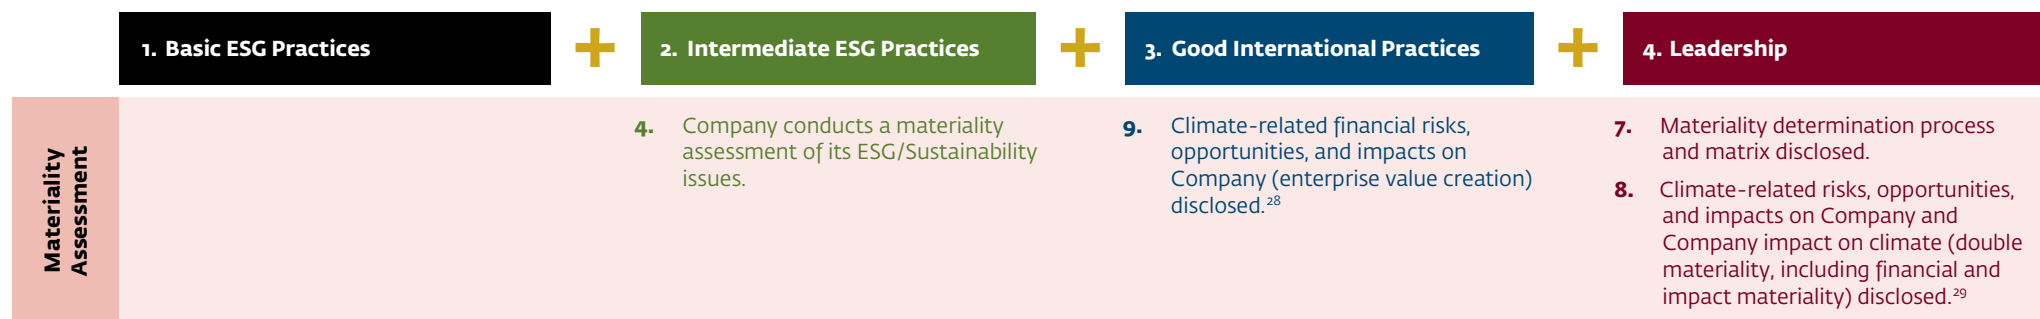 1. Basic ESG Practices
+
2. Intermediate ESG Practices
+
3. Good International Practices
+
4. Leadership
Materiality
Assessment
4. Company conducts a materiality
assessment of its ESG/Sustainability
issues.
9. Climate-related financial risks,
opportunities, and impacts on
Company (enterprise value creation)
disclosed.²⁸
7. Materiality determination process
and matrix disclosed.
8. Climate-related risks, opportunities,
and impacts on Company and
Company impact on climate (double
materiality, including financial and
impact materiality) disclosed.²⁹